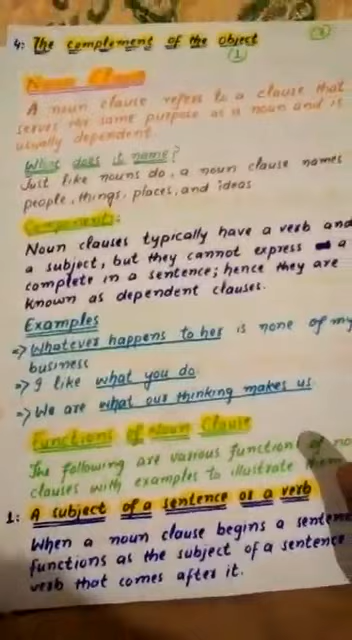 4: The complement of the object
(1)
Noun Clause
A noun clause refers to a clause that
serves the same purpose as a noun and is
usually dependent.
What does it name?
Just like nouns do, a noun clause names
people, things, places, and ideas
Components:
Noun clauses typically have a verb and
a subject, but they cannot express a
complete in a sentence; hence they are
known as dependent clauses.
Examples
=> Whatever happens to her is none of my
business
=> I like what you do
=> We are what our thinking makes us.
Functions of Noun Clause
The following are various function of
clauses with examples to illustrate
1: A subject of a sentence or a verb
When a noun clause begins a
functions as the subject of a sentence
verb that comes after it.